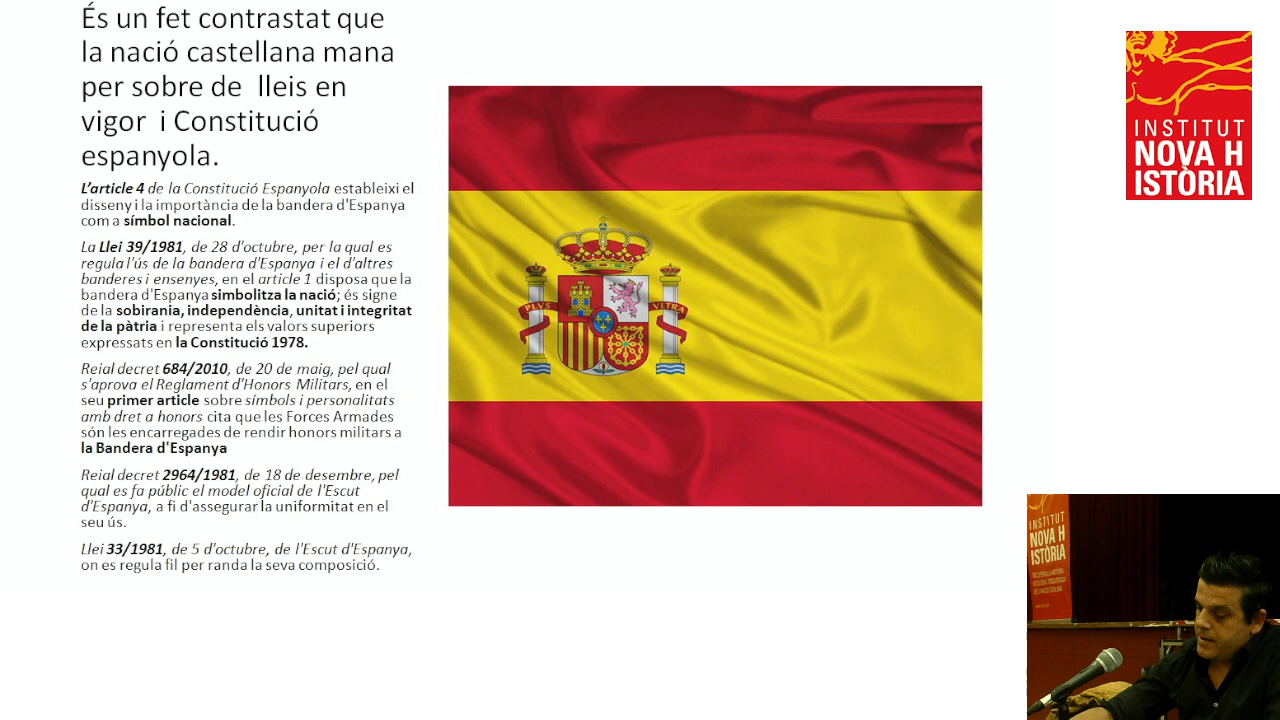 És un fet contrastat que
la nació castellana mana
per sobre de  lleis en
vigor  i Constitució
espanyola.
L'article 4 de la Constitució Espanyola estableixi el
disseny i la importància de la bandera d'Espanya
com a símbol nacional.
La Llei 39/1981, de 28 d'octubre, per la qual es
regula l'ús de la bandera d'Espanya i el d'altres
banderes i ensenyes, en el article 1 disposa que la
bandera d'Espanya simbolitza la nació; és signe
de la sobirania, independència, unitat i integritat
de la pàtria i representa els valors superiors
expressats en la Constitució 1978.
Reial decret 684/2010, de 20 de maig, pel qual
s'aprova el Reglament d'Honors Militars, en el
seu primer article sobre símbols i personalitats
amb dret a honors cita que les Forces Armades
són les encarregades de rendir honors militars a
la Bandera d'Espanya
Reial decret 2964/1981, de 18 de desembre, pel
qual es fa públic el model oficial de l'Escut
d'Espanya, a fi d'assegurar la uniformitat en el
seu ús.
Llei 33/1981, de 5 d'octubre, de l'Escut d'Espanya,
on es regula fil per randa la seva composició.
PLVS VLTRA
INSTITUT
NOVA H
ISTÒRIA
INSTITUT
NOVA H
ISTÒRIA